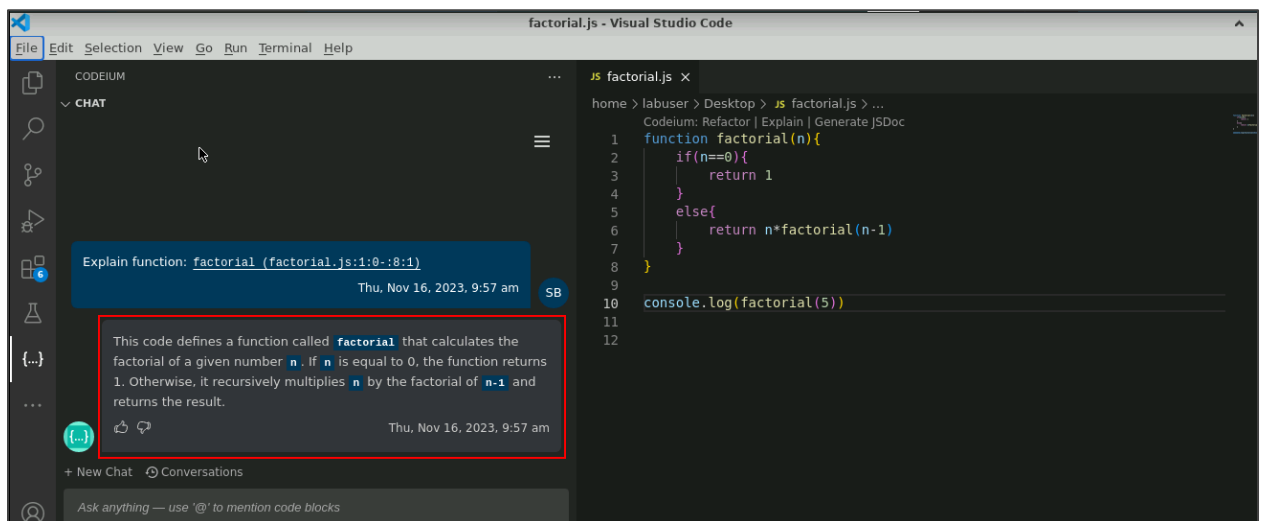 factorial.js - Visual Studio Code
File Edit Selection View Go Run Terminal Help
CODEIUM
CHAT
Explain function: factorial (factorial.js:1:0-:8:1)
Thu, Nov 16, 2023, 9:57 am
SB
This code defines a function called factorial that calculates the
factorial of a given number n. If n is equal to 0, the function returns
1. Otherwise, it recursively multiplies n by the factorial of n-1 and
returns the result.
Thu, Nov 16, 2023, 9:57 am
{...}
+ New Chat Conversations
Ask anything — use '@' to mention code blocks
6
{...}
JS factorial.js
home > labuser > Desktop > JS factorial.js > ...
Codeium: Refactor | Explain | Generate JSDoc
1 function factorial(n){
2 if(n==0){
3 return 1
4 }
5 else{
6 return n*factorial(n-1)
7 }
8 }
9
10 console.log(factorial(5))
11
12